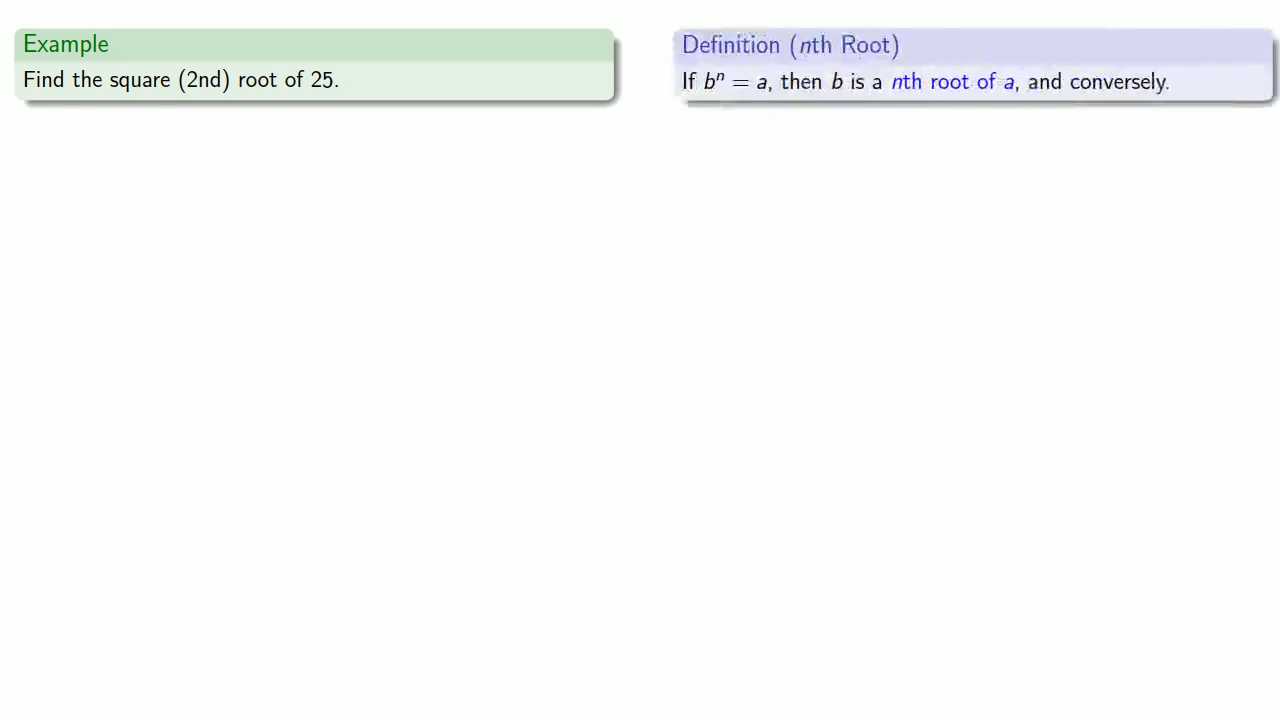 Example
Find the square (2nd) root of 25.
Definition (nth Root)
If bⁿ = a, then b is a nth root of a, and conversely.